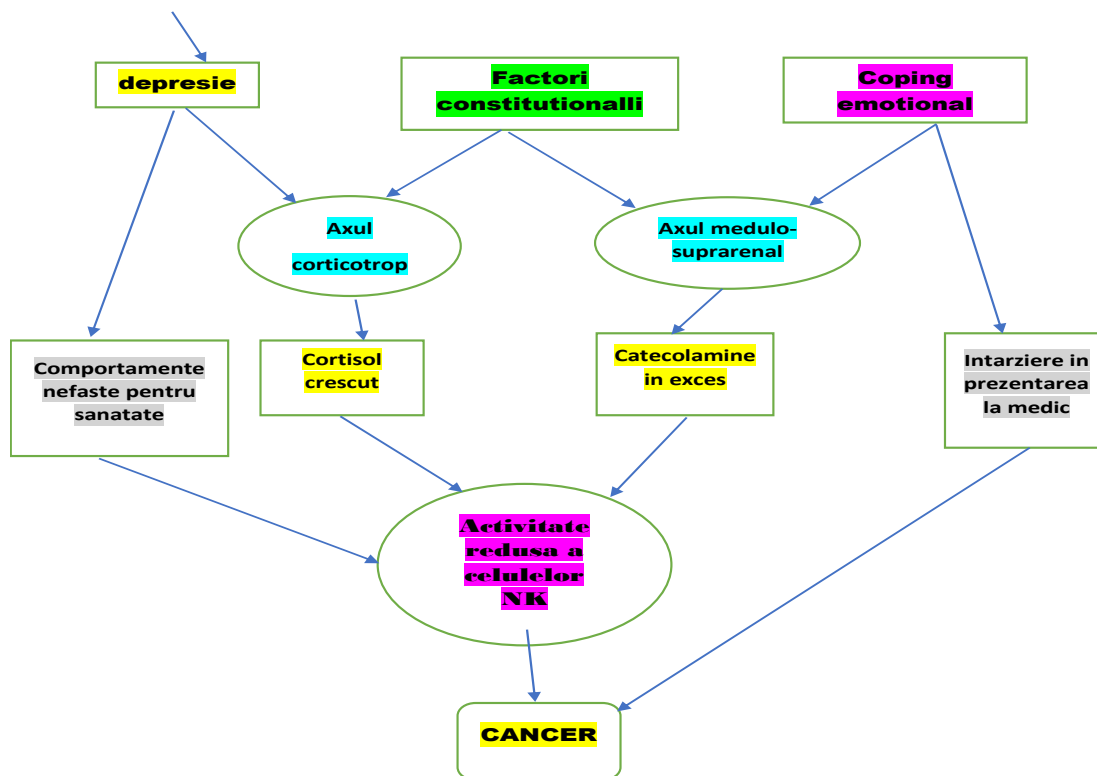 depresie
Factori
constitutionalli
Coping
emotional
Axul
corticotrop
Axul medulo-
suprarenal
Comportamente
nefaste pentru
sanatate
Cortisol
crescut
Catecolamine
in exces
Intarziere in
prezentarea
la medic
Activitate
redusa a
celulelor
NK
CANCER